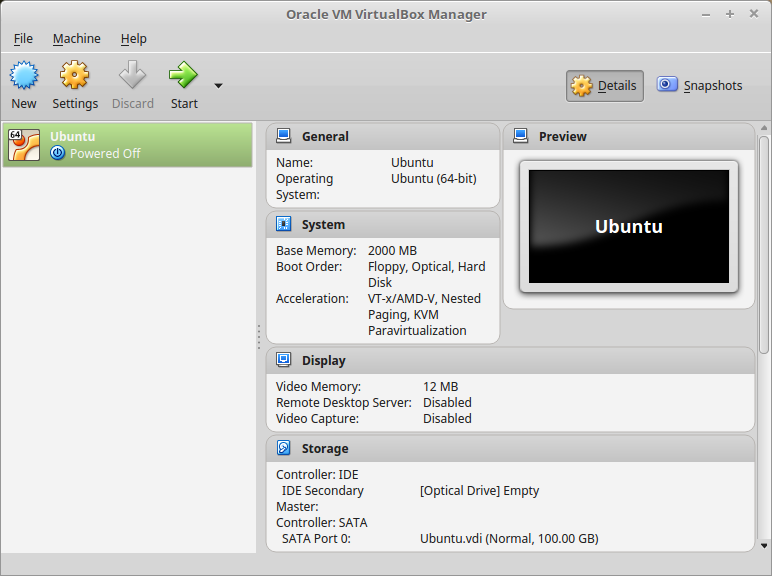 Oracle VM VirtualBox Manager
File Machine Help
New Settings Discard Start Details Snapshots
64
Ubuntu
Powered Off
General
Name: Ubuntu
Operating Ubuntu (64-bit)
System:
Preview
Ubuntu
System
Base Memory: 2000 MB
Boot Order: Floppy, Optical, Hard
Disk
Acceleration: VT-x/AMD-V, Nested
Paging, KVM
Paravirtualization
Display
Video Memory: 12 MB
Remote Desktop Server: Disabled
Video Capture: Disabled
Storage
Controller: IDE
IDE Secondary [Optical Drive] Empty
Master:
Controller: SATA
SATA Port 0: Ubuntu.vdi (Normal, 100.00 GB)